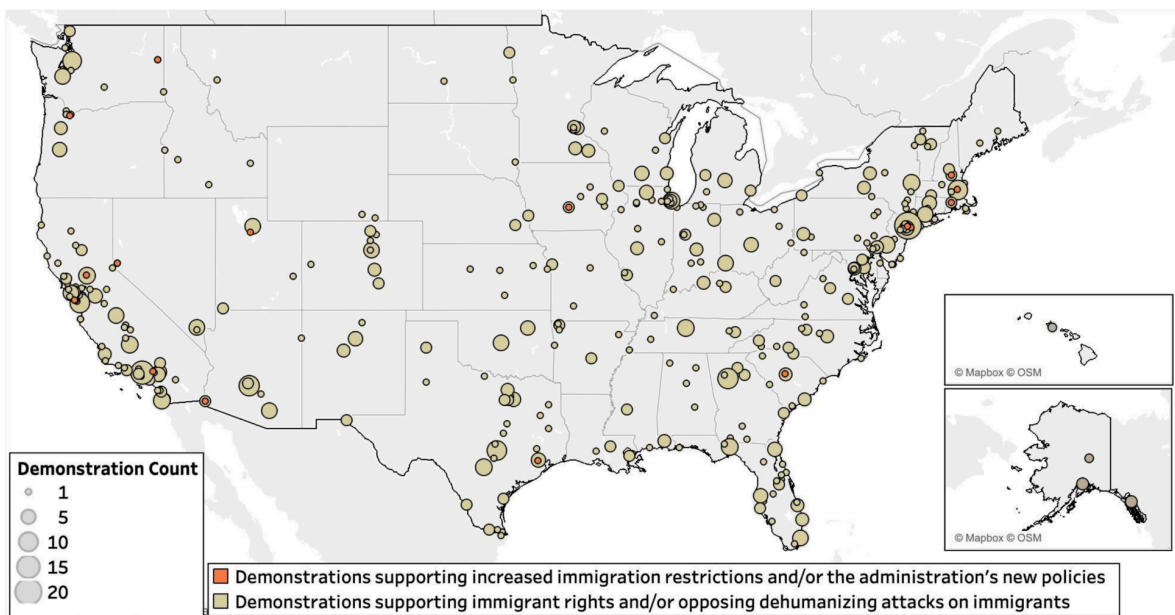 © Mapbox © OSM
© Mapbox © OSM
Demonstration Count
1
5
10
15
20
Demonstrations supporting increased immigration restrictions and/or the administration's new policies
Demonstrations supporting immigrant rights and/or opposing dehumanizing attacks on immigrants